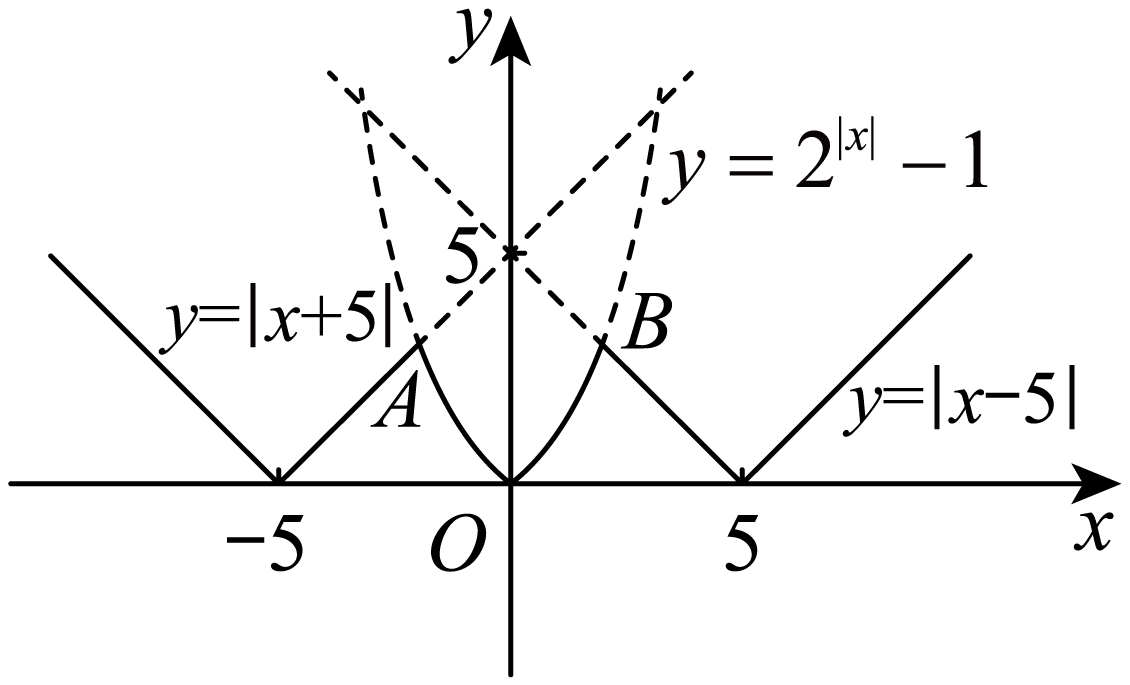 y
y = 2^{|x|} − 1
5
y=|x+5|
B
A
y=|x−5|
−5
O
5
x